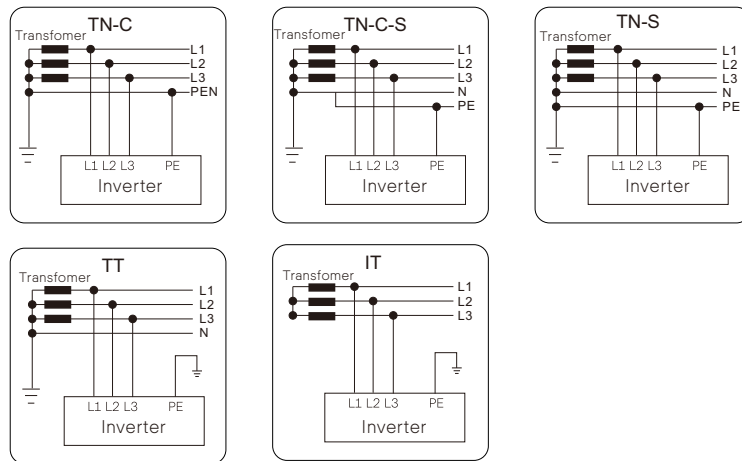 TN-C
Transfomer
L1
L2
L3
PEN
L1 L2 L3 PE
Inverter
TN-C-S
Transfomer
L1
L2
L3
N
PE
L1 L2 L3 PE
Inverter
TN-S
Transfomer
L1
L2
L3
N
PE
L1 L2 L3 PE
Inverter
TT
Transfomer
L1
L2
L3
N
L1 L2 L3 PE
Inverter
IT
Transfomer
L1
L2
L3
L1 L2 L3 PE
Inverter